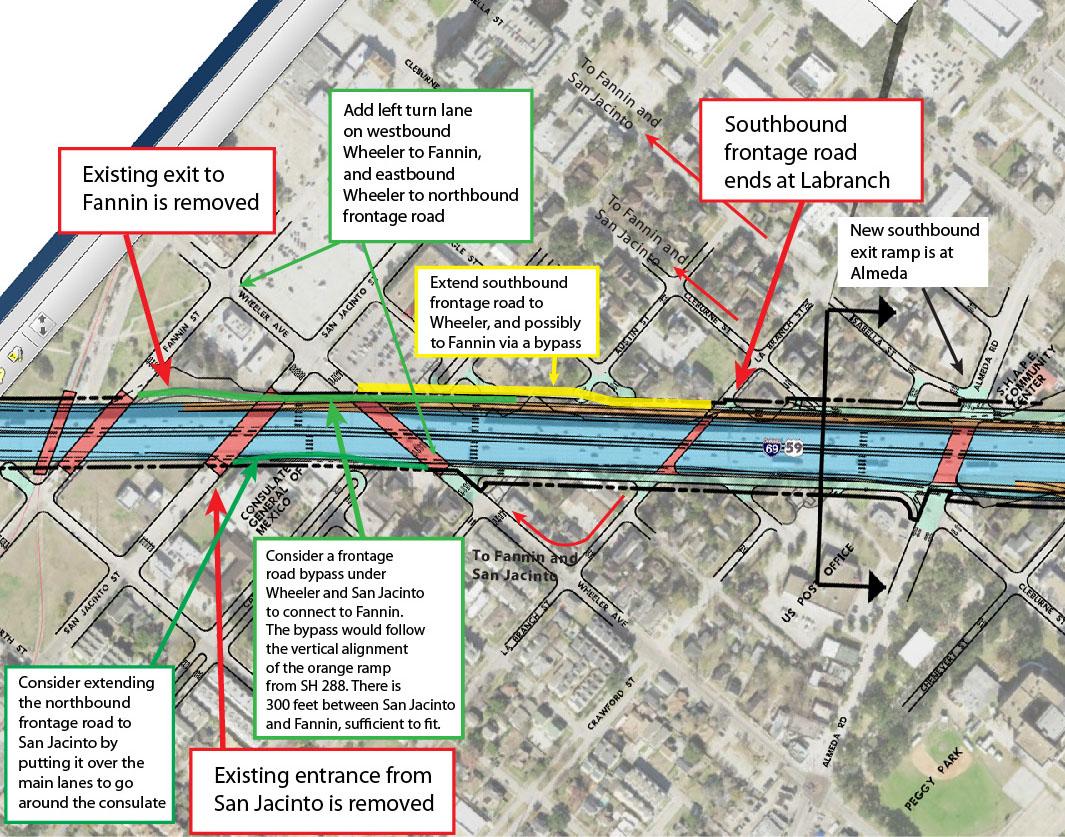 ELLA ST
CLEBURNE
To Fannin and
San Jacinto
Add left turn lane
on westbound
Wheeler to Fannin,
and eastbound
Wheeler to northbound
frontage road
Southbound
frontage road
ends at Labranch
Existing exit to
Fannin is removed
To Fannin and
San Jacinto
New southbound
exit ramp is at
Almeda
GLE ST
Extend southbound
frontage road to
Wheeler, and possibly
to Fannin via a bypass
WHEELER AVE
SAN JACINTO
FANNIN ST
AUSTIN ST
CLEBURNE ST
LA BRANCH ST
ISABELLA ST
ALMEDA RD
COMMUNITY
CENTER
69
59
CONSULATE
GENERAL OF
MEXICO
Consider a frontage
road bypass under
Wheeler and San Jacinto
to connect to Fannin.
The bypass would follow
the vertical alignment
of the orange ramp
from SH 288. There is
300 feet between San Jacinto
and Fannin, sufficient to fit.
To Fannin and
San Jacinto
US POST OFFICE
SAN JACINTO ST
RTH ST
WHEELER AVE
LA BRANCH ST
CRAWFORD ST
CLEBURNE ST
CHENEVERT ST
ALMEDA RD
PEGGY PARK
Consider extending
the northbound
frontage road to
San Jacinto by
putting it over the
main lanes to go
around the consulate
Existing entrance from
San Jacinto is removed